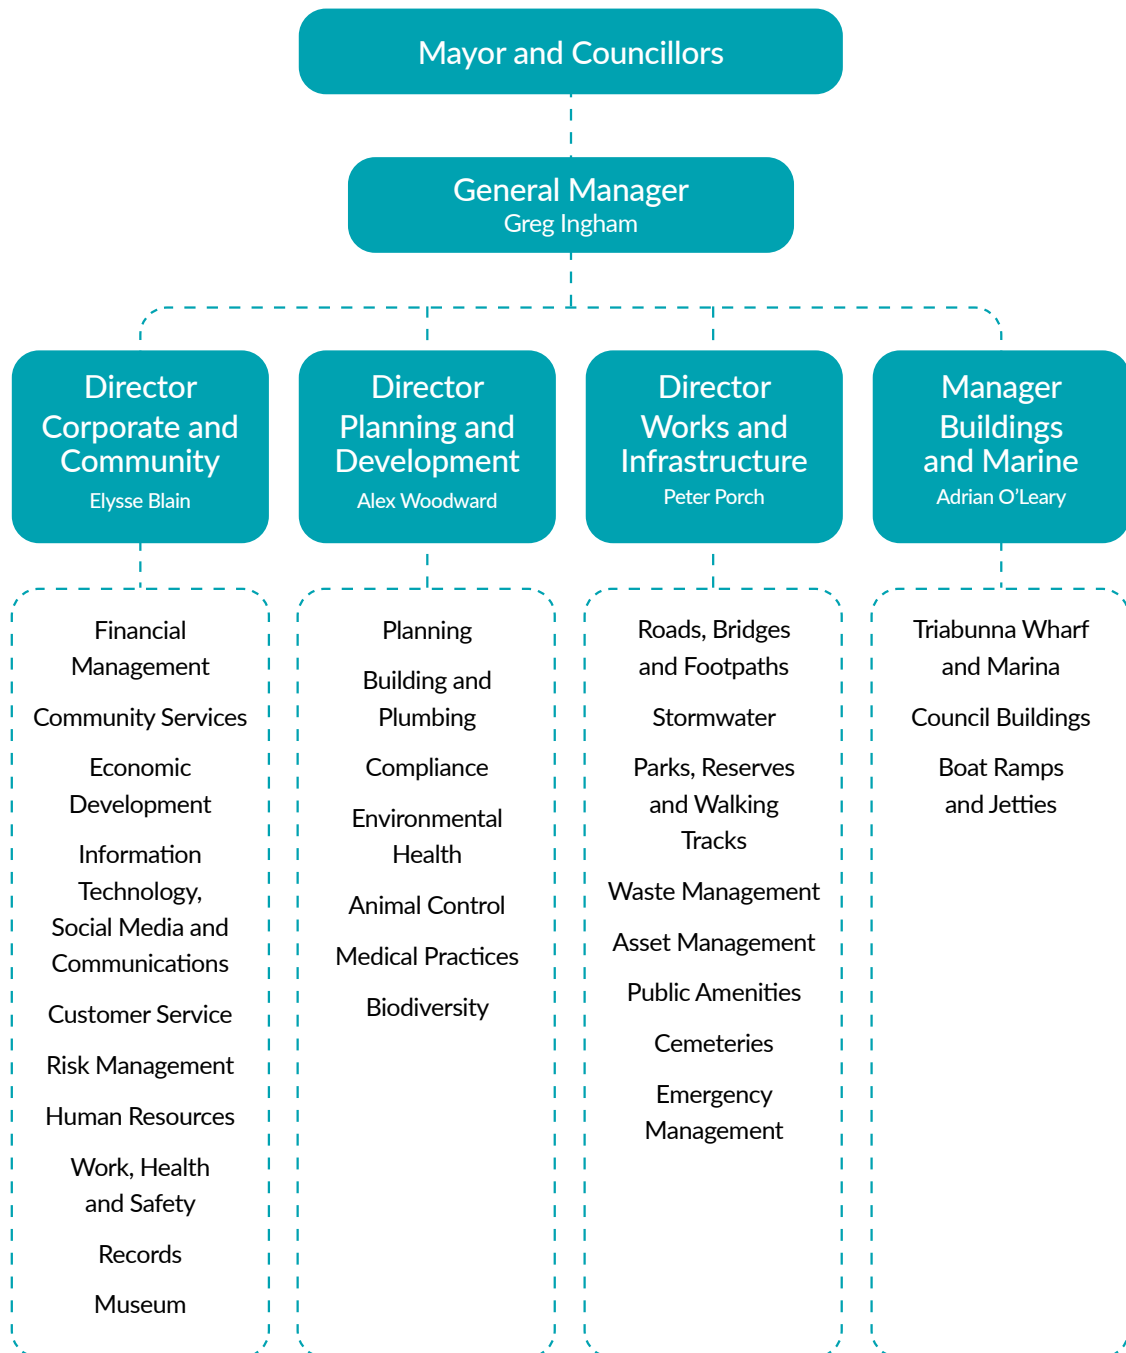 Mayor and Councillors
General Manager
Greg Ingham
Director
Corporate and
Community
Elysse Blain
Director
Planning and
Development
Alex Woodward
Director
Works and
Infrastructure
Peter Porch
Manager
Buildings
and Marine
Adrian O’Leary
Financial
Management
Community Services
Economic
Development
Information
Technology,
Social Media and
Communications
Customer Service
Risk Management
Human Resources
Work, Health
and Safety
Records
Museum
Planning
Building and
Plumbing
Compliance
Environmental
Health
Animal Control
Medical Practices
Biodiversity
Roads, Bridges
and Footpaths
Stormwater
Parks, Reserves
and Walking
Tracks
Waste Management
Asset Management
Public Amenities
Cemeteries
Emergency
Management
Triabunna Wharf
and Marina
Council Buildings
Boat Ramps
and Jetties